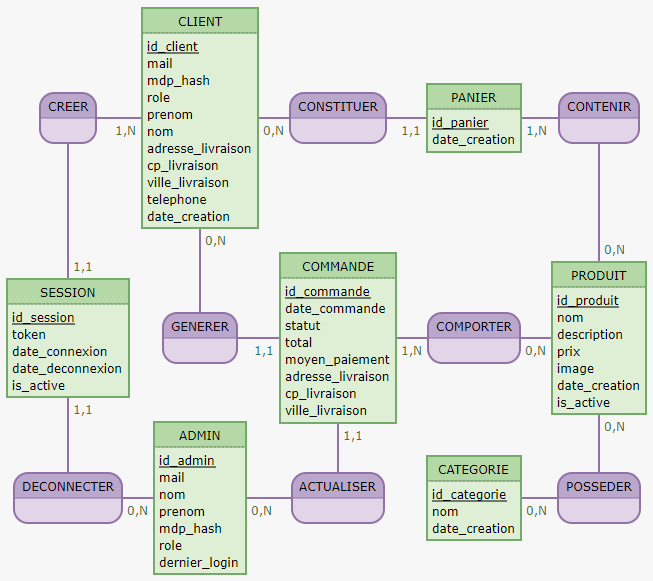 CLIENT
id_client
mail
mdp_hash
role
prenom
nom
adresse_livraison
cp_livraison
ville_livraison
telephone
date_creation
CREER
1,N
0,N
CONSTITUER
1,1
PANIER
id_panier
date_creation
1,N
CONTENIR
0,N
0,N
1,1
SESSION
id_session
token
date_connexion
date_deconnexion
is_active
1,1
GENERER
1,1
COMMANDE
id_commande
date_commande
statut
total
moyen_paiement
adresse_livraison
cp_livraison
ville_livraison
1,N
COMPORTER
0,N
PRODUIT
id_produit
nom
description
prix
image
date_creation
is_active
1,1
0,N
DECONNECTER
0,N
ADMIN
id_admin
mail
nom
prenom
mdp_hash
role
dernier_login
0,N
ACTUALISER
CATEGORIE
id_categorie
nom
date_creation
0,N
POSSEDER